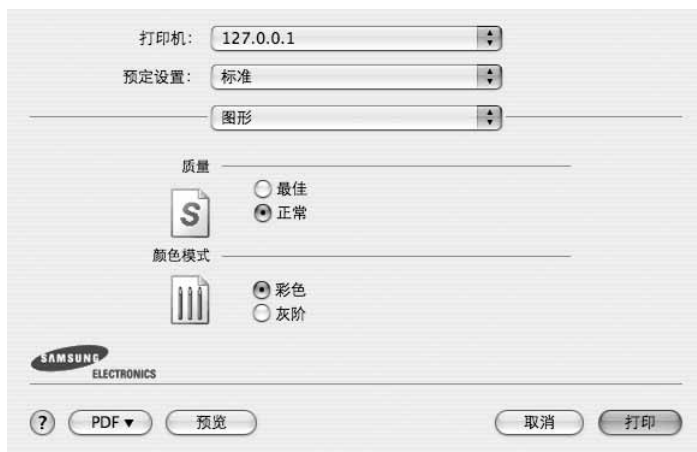 打印机: 127.0.0.1
预定设置: 标准
图形
质量
最佳
正常
S
颜色模式
彩色
灰阶
SAMSUNG
ELECTRONICS
? PDF▼ 预览 取消 打印